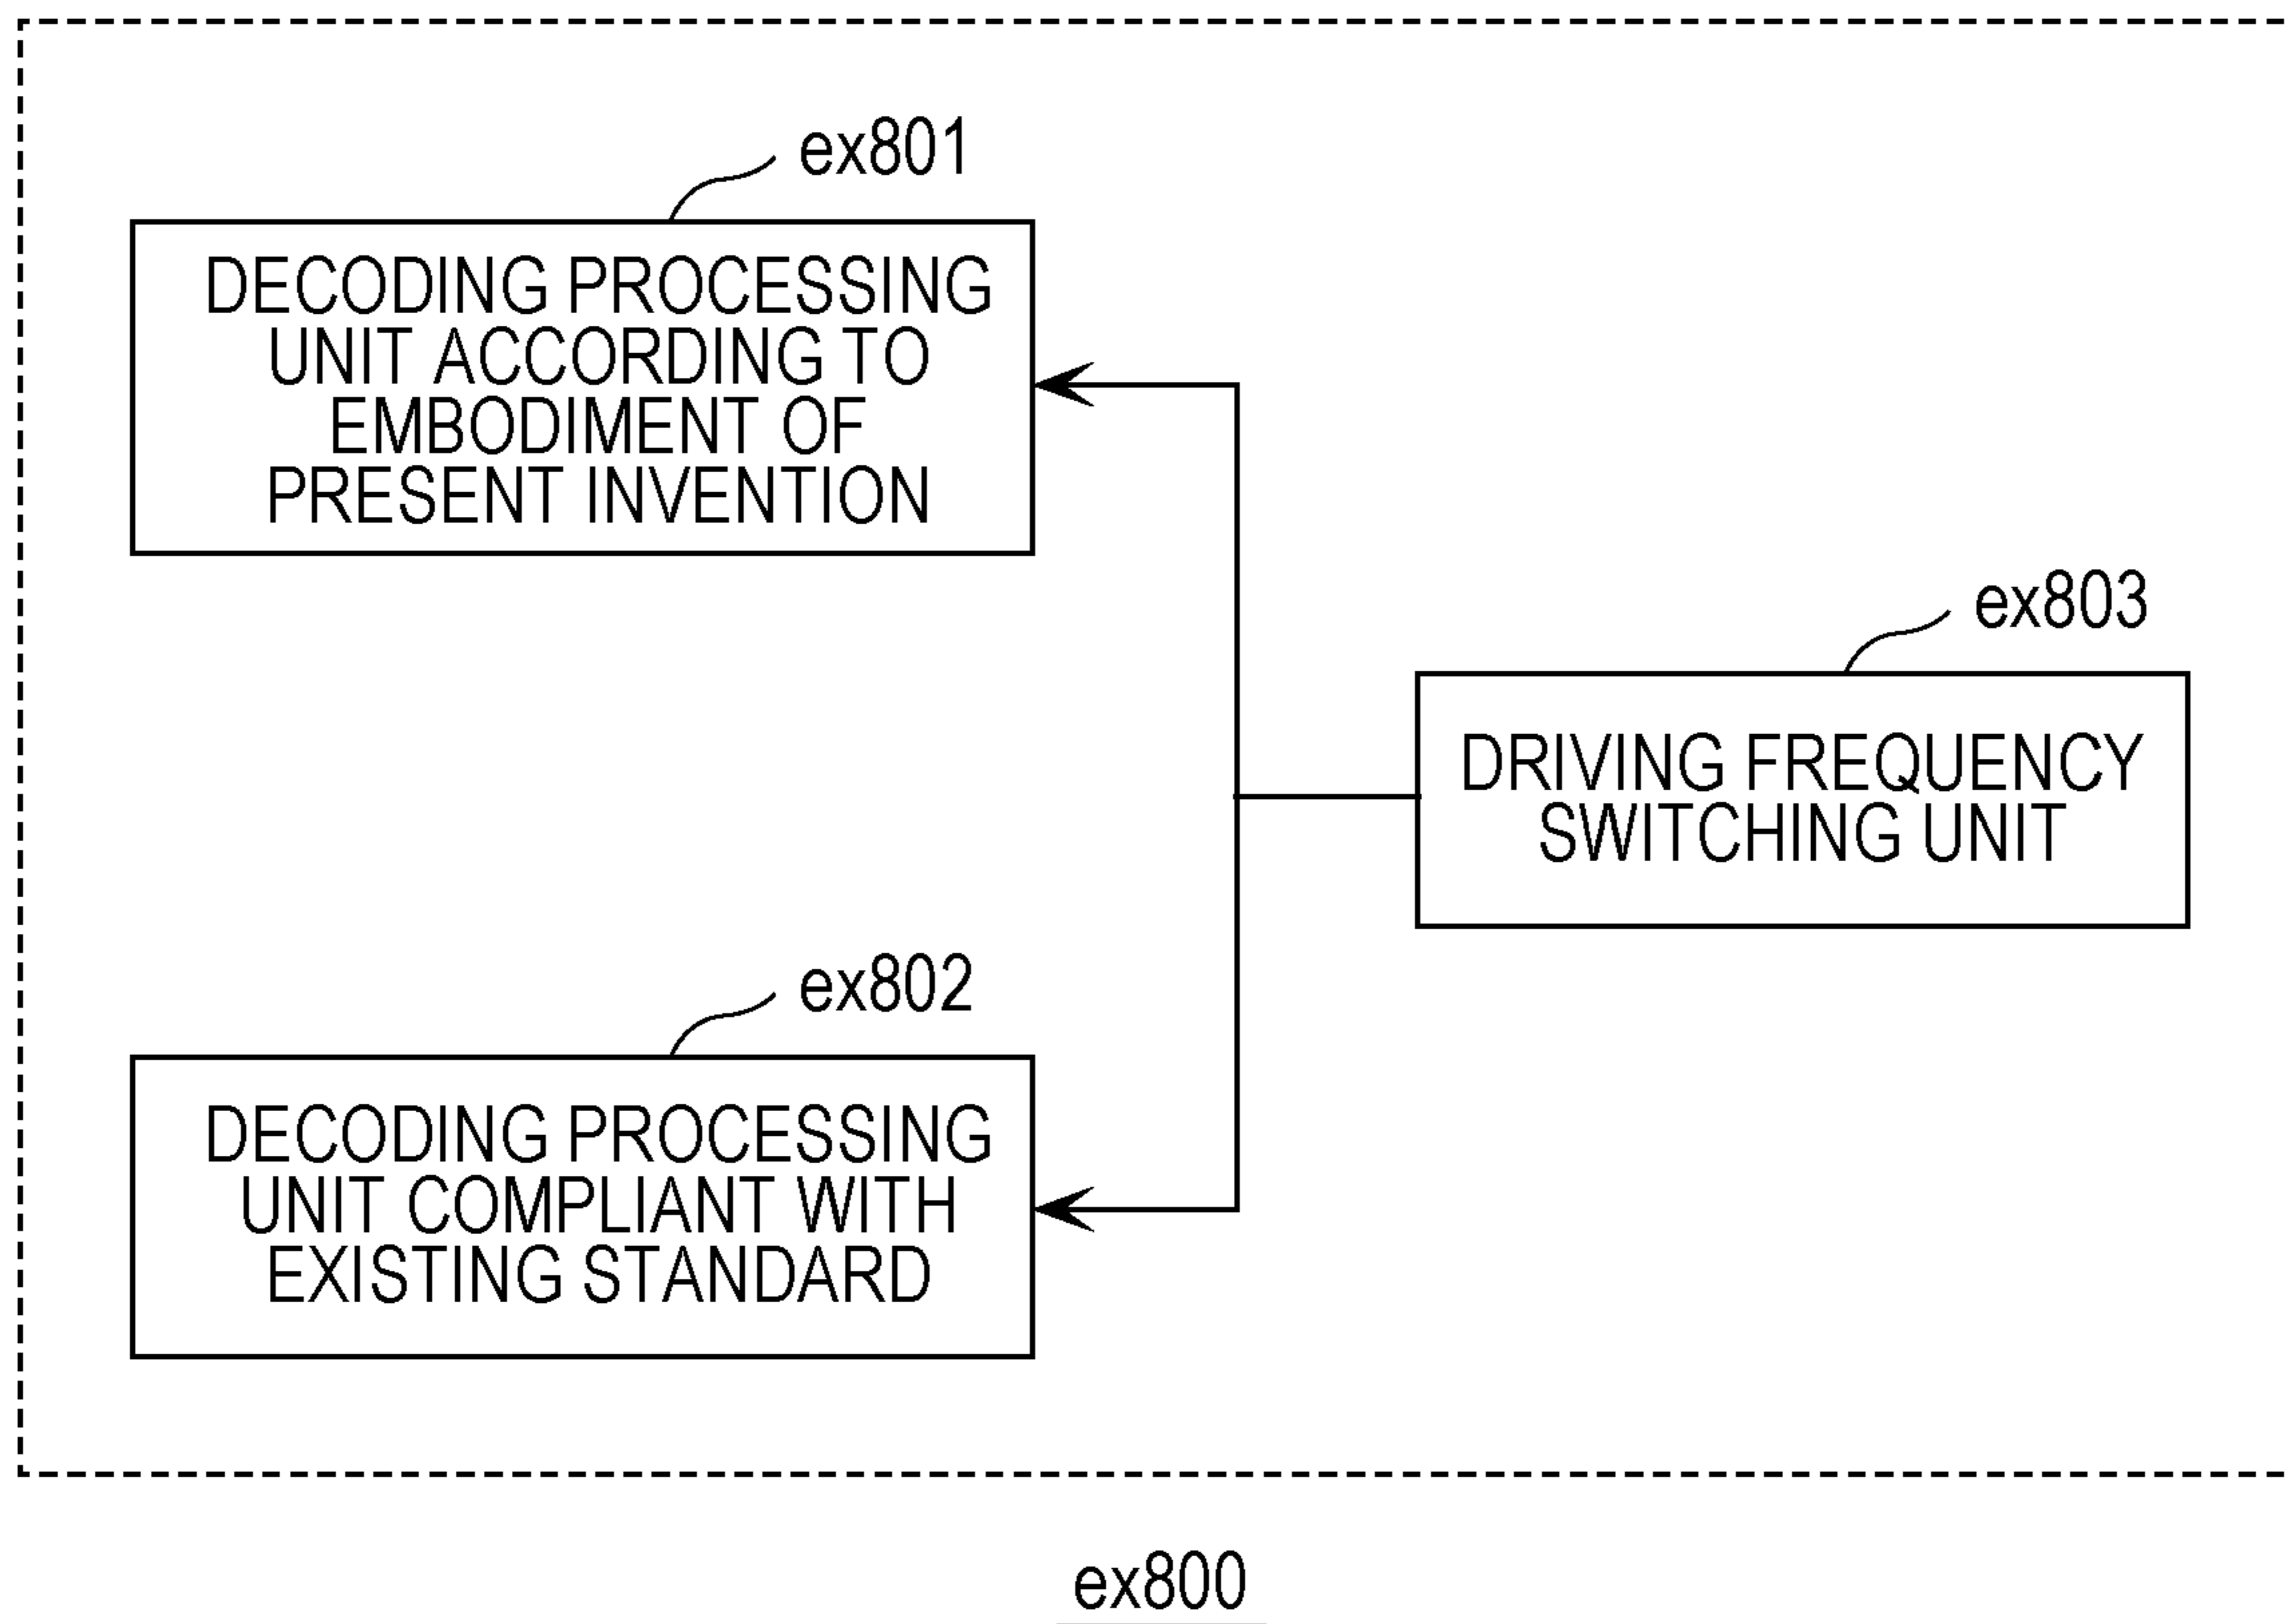 ex801
DECODING PROCESSING
UNIT ACCORDING TO
EMBODIMENT OF
PRESENT INVENTION
ex803
DRIVING FREQUENCY
SWITCHING UNIT
ex802
DECODING PROCESSING
UNIT COMPLIANT WITH
EXISTING STANDARD
ex800